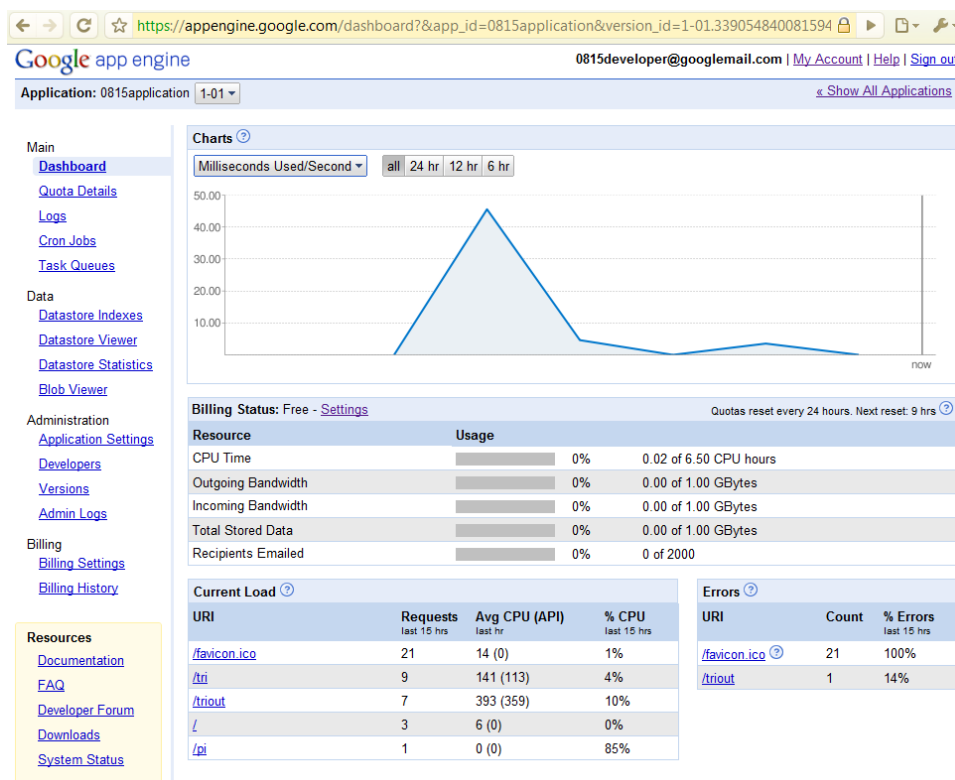 https://appengine.google.com/dashboard?&app_id=0815application&version_id=1-01.339054840081594
Google app engine
0815developer@googlemail.com | My Account | Help | Sign out
Application: 0815application 1-01
« Show All Applications
Main
Dashboard
Quota Details
Logs
Cron Jobs
Task Queues
Data
Datastore Indexes
Datastore Viewer
Datastore Statistics
Blob Viewer
Administration
Application Settings
Developers
Versions
Admin Logs
Billing
Billing Settings
Billing History
Resources
Documentation
FAQ
Developer Forum
Downloads
System Status
Charts ?
Milliseconds Used/Second all 24 hr 12 hr 6 hr
50.00
40.00
30.00
20.00
10.00
now
Billing Status: Free - Settings Quotas reset every 24 hours. Next reset: 9 hrs ?
Resource Usage
CPU Time 0% 0.02 of 6.50 CPU hours
Outgoing Bandwidth 0% 0.00 of 1.00 GBytes
Incoming Bandwidth 0% 0.00 of 1.00 GBytes
Total Stored Data 0% 0.00 of 1.00 GBytes
Recipients Emailed 0% 0 of 2000
Current Load ?
URI Requests Avg CPU (API) % CPU
last 15 hrs last hr last 15 hrs
/favicon.ico 21 14 (0) 1%
/tri 9 141 (113) 4%
/triout 7 393 (359) 10%
/ 3 6 (0) 0%
/pi 1 0 (0) 85%
Errors ?
URI Count % Errors
last 15 hrs
/favicon.ico ? 21 100%
/triout 1 14%